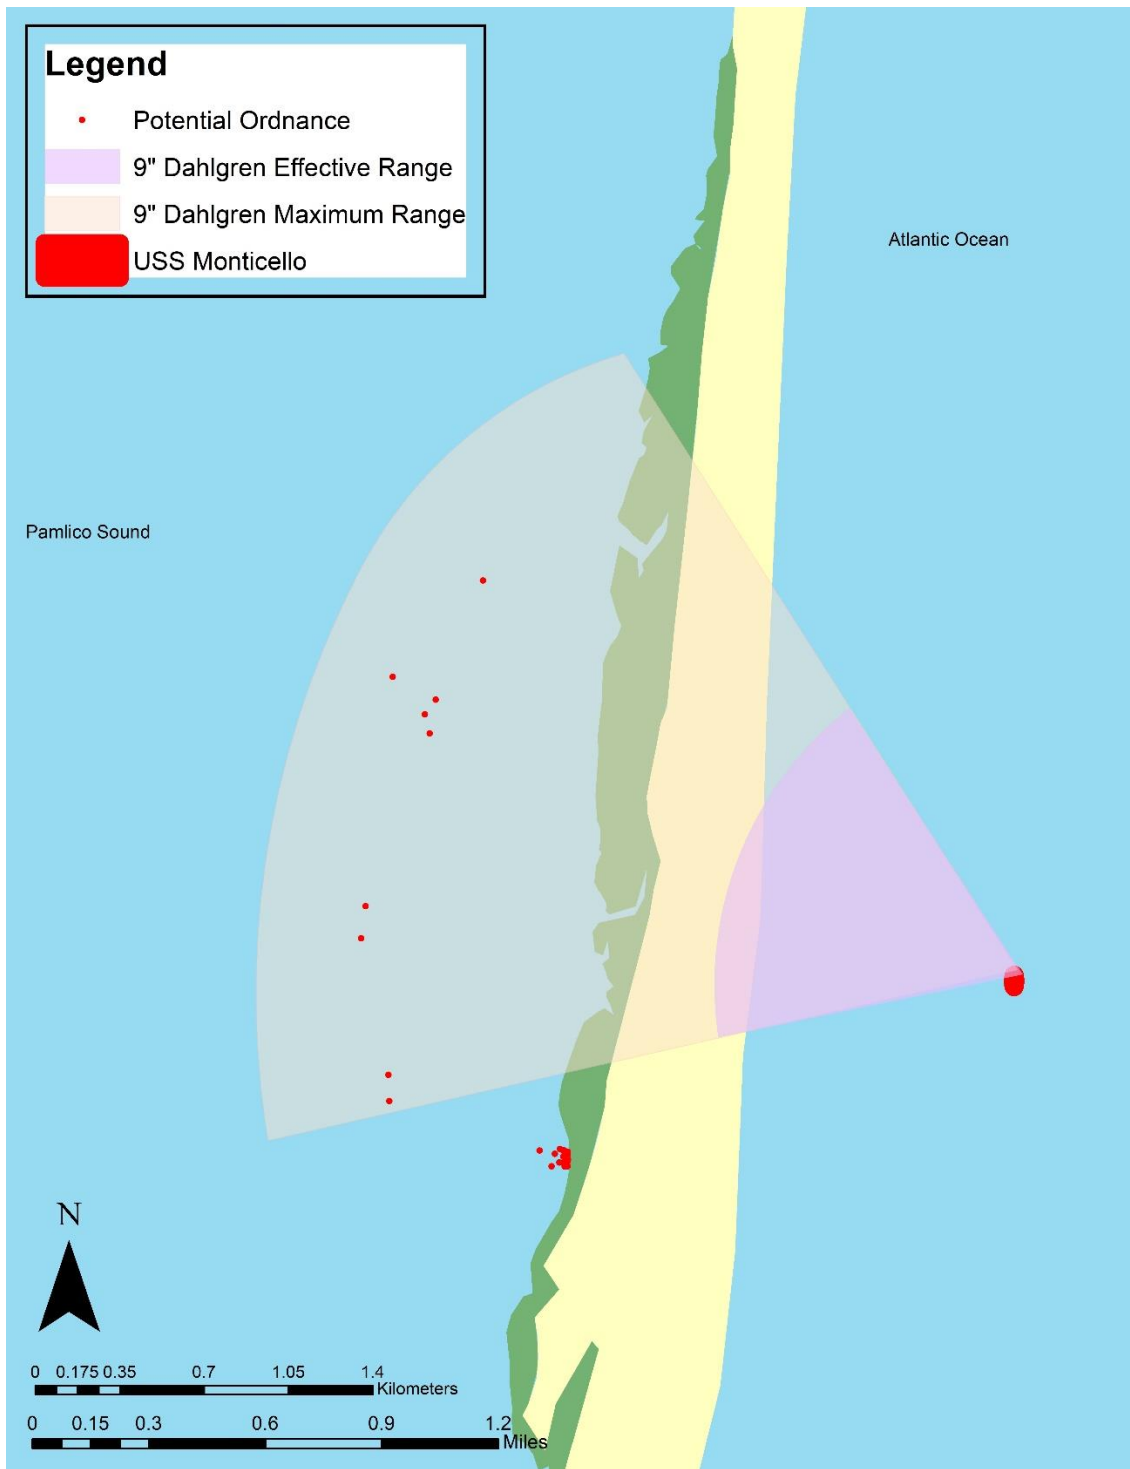 Legend
Potential Ordnance
9" Dahlgren Effective Range
9" Dahlgren Maximum Range
USS Monticello
Atlantic Ocean
Pamlico Sound
N
0 0.175 0.35 0.7 1.05 1.4
Kilometers
0 0.15 0.3 0.6 0.9 1.2
Miles